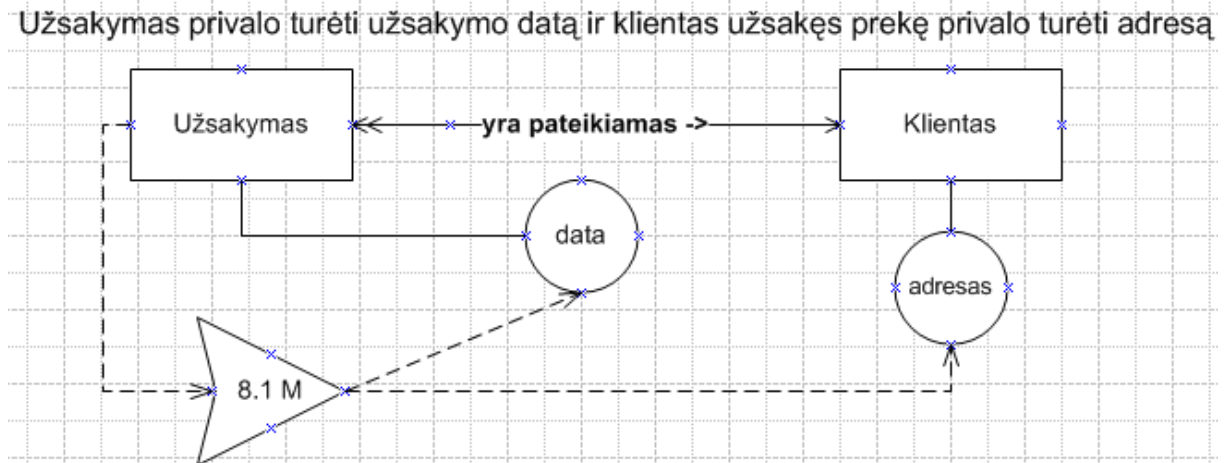 Užsakymas privalo turėti užsakymo datą ir klientas užsakęs prekę privalo turėti adresą
Užsakymas
yra pateikiamas ->
Klientas
data
adresas
8.1 M